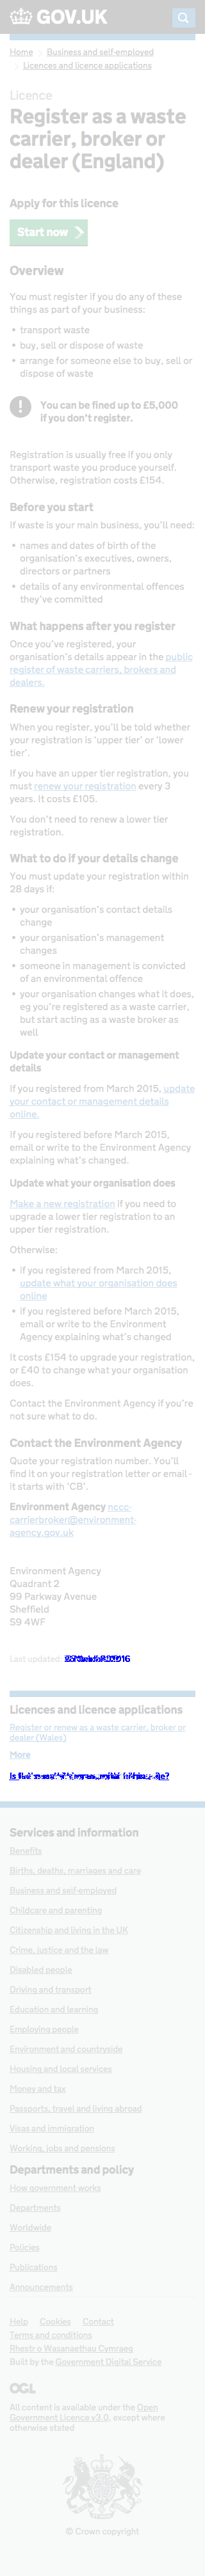 GOV.UK
Home > Business and self-employed
> Licences and licence applications
Licence
Register as a waste
carrier, broker or
dealer (England)
Apply for this licence
Start now
Overview
You must register if you do any of these
things as part of your business:
• transport waste
• buy, sell or dispose of waste
• arrange for someone else to buy, sell or
dispose of waste
You can be fined up to £5,000
if you don't register.
Registration is usually free if you only
transport waste you produce yourself.
Otherwise, registration costs £154.
Before you start
If waste is your main business, you'll need:
• names and dates of birth of the
organisation's executives, owners,
directors or partners
• details of any environmental offences
they've committed
What happens after you register
Once you've registered, your
organisation's details appear in the public
register of waste carriers, brokers and
dealers.
Renew your registration
When you register, you'll be told whether
your registration is 'upper tier' or 'lower
tier'.
If you have an upper tier registration, you
must renew your registration every 3
years. It costs £105.
You don't need to renew a lower tier
registration.
What to do if your details change
You must update your registration within
28 days if:
• your organisation's contact details
change
• your organisation's management
changes
• someone in management is convicted
of an environmental offence
• your organisation changes what it does,
eg you're registered as a waste carrier,
but start acting as a waste broker as
well
Update your contact or management
details
If you registered from March 2015, update
your contact or management details
online.
If you registered before March 2015,
email or write to the Environment Agency
explaining what's changed.
Update what your organisation does
Make a new registration if you need to
upgrade a lower tier registration to an
upper tier registration.
Otherwise:
• if you registered from March 2015,
update what your organisation does
online
• if you registered before March 2015,
email or write to the Environment
Agency explaining what's changed
It costs £154 to upgrade your registration,
or £40 to change what your organisation
does.
Contact the Environment Agency if you're
not sure what to do.
Contact the Environment Agency
Quote your registration number. You'll
find it on your registration letter or email -
it starts with 'CB'.
Environment Agency nccc-
carrierbroker@environment-
agency.gov.uk
Environment Agency
Quadrant 2
99 Parkway Avenue
Sheffield
S9 4WF
Last updated:
Licences and licence applications
Register or renew as a waste carrier, broker or
dealer (Wales)
More
Services and information
Benefits
Births, deaths, marriages and care
Business and self-employed
Childcare and parenting
Citizenship and living in the UK
Crime, justice and the law
Disabled people
Driving and transport
Education and learning
Employing people
Environment and countryside
Housing and local services
Money and tax
Passports, travel and living abroad
Visas and immigration
Working, jobs and pensions
Departments and policy
How government works
Departments
Worldwide
Policies
Publications
Announcements
Help Cookies Contact
Terms and conditions
Rhestr o Wasanaethau Cymraeg
Built by the Government Digital Service
OGL
All content is available under the Open
Government Licence v3.0, except where
otherwise stated
© Crown copyright